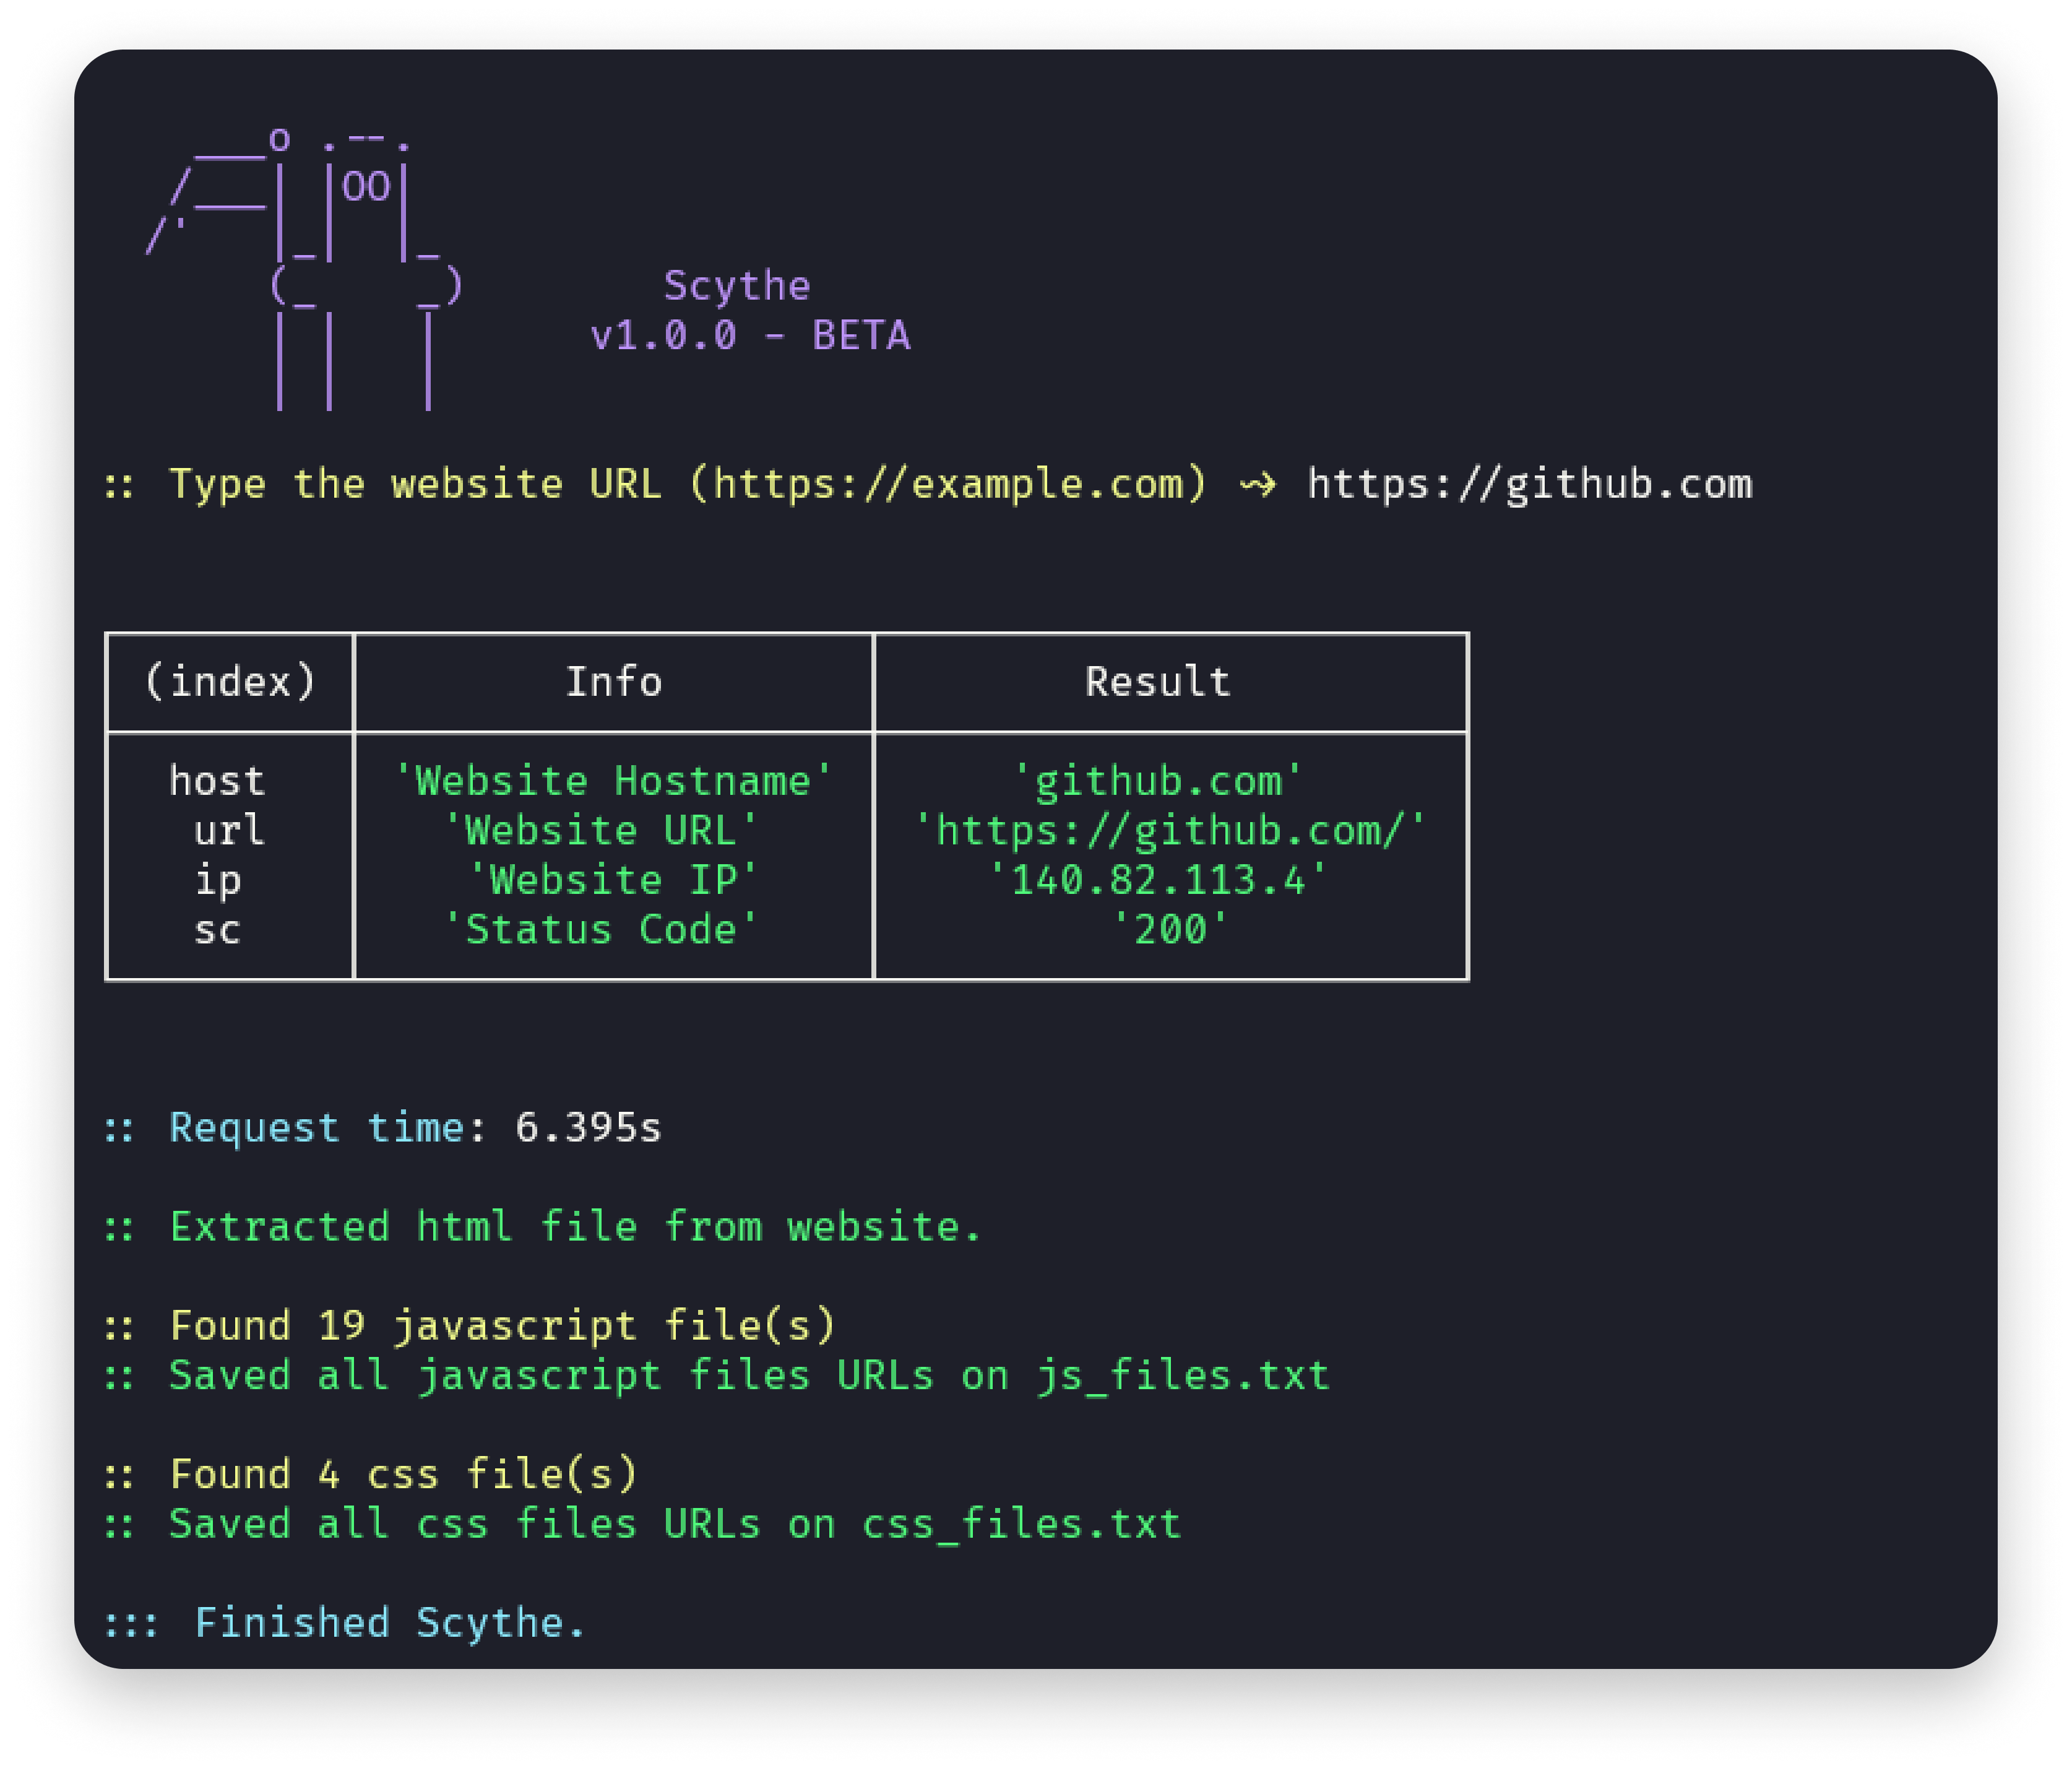 ___o .--.
/___| |OO|
/'   |_|  |_
(_    _)
| |   |
| |   |
Scythe
v1.0.0 - BETA
:: Type the website URL (https://example.com) ⤳ https://github.com
(index) Info Result
host 'Website Hostname' 'github.com'
url 'Website URL' 'https://github.com/'
ip 'Website IP' '140.82.113.4'
sc 'Status Code' '200'
:: Request time: 6.395s
:: Extracted html file from website.
:: Found 19 javascript file(s)
:: Saved all javascript files URLs on js_files.txt
:: Found 4 css file(s)
:: Saved all css files URLs on css_files.txt
::: Finished Scythe.